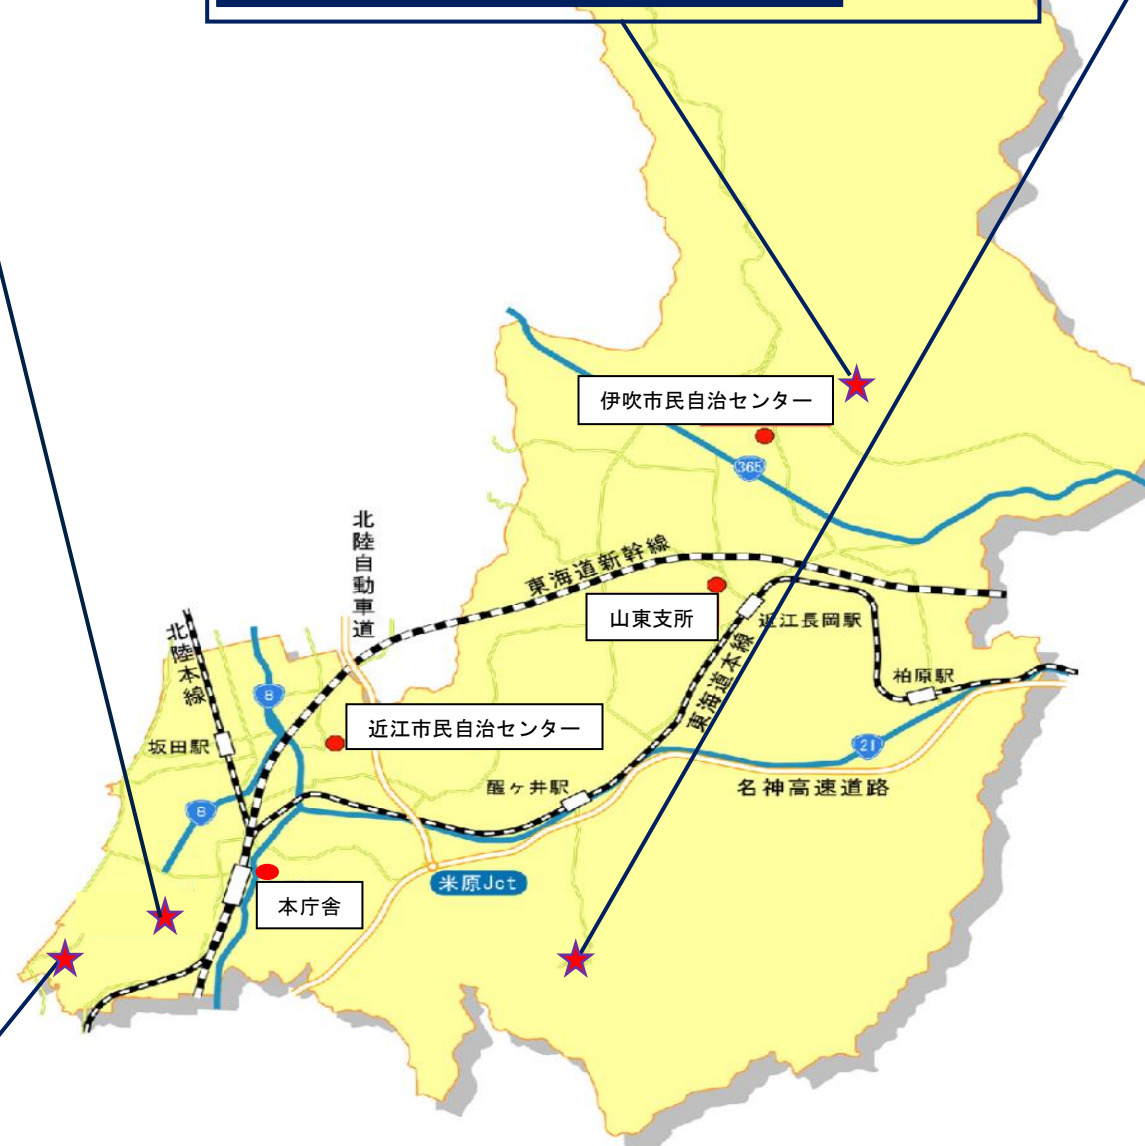 伊吹市民自治センター
365
北陸自動車道
東海道新幹線
山東支所
近江長岡駅
北陸本線
東海道本線
柏原駅
8
近江市民自治センター
坂田駅
21
醒ヶ井駅
名神高速道路
8
米原Jct
本庁舎